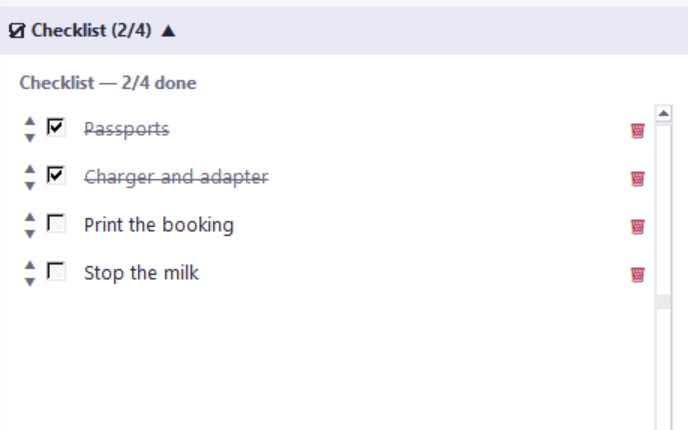 Checklist (2/4) ▲
Checklist — 2/4 done
Passports
Charger and adapter
Print the booking
Stop the milk